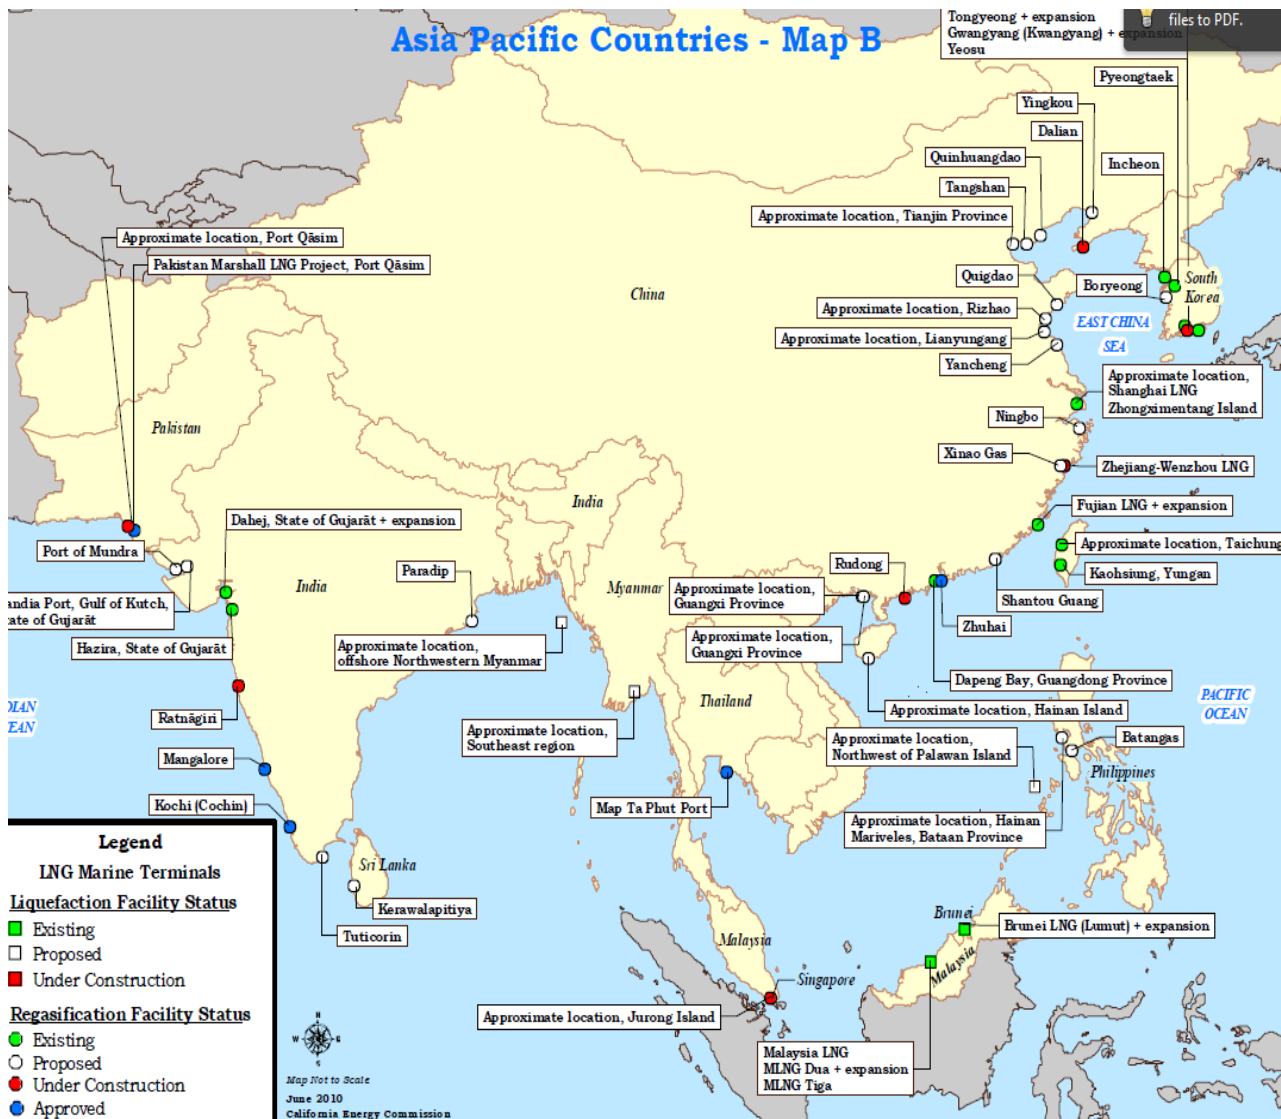 Asia Pacific Countries - Map B
files to PDF.
Tongyeong + expansion
Gwangyang (Kwangyang) + expansion
Yeosu
Pyeongtaek
Yingkou
Dalian
Quinhuangdao
Incheon
Tangshan
Approximate location, Tianjin Province
Approximate location, Port Qāsim
Pakistan Marshall LNG Project, Port Qāsim
Quigdao
Boryeong
South
Korea
China
Approximate location, Rizhao
EAST CHINA
SEA
Approximate location, Lianyungang
Yancheng
Approximate location,
Shanghai LNG
Zhongximentang Island
Ningbo
Pakistan
Xinao Gas
Zhejiang-Wenzhou LNG
India
Fujian LNG + expansion
Dahej, State of Gujarāt + expansion
Port of Mundra
Approximate location, Taichung
Rudong
Paradip
India
Myanmar
Approximate location,
Guangxi Province
Kaohsiung, Yungan
Shantou Guang
andia Port, Gulf of Kutch,
ate of Gujarāt
Zhuhai
Hazira, State of Gujarāt
Approximate location,
offshore Northwestern Myanmar
Approximate location,
Guangxi Province
Dapeng Bay, Guangdong Province
DIAN
EAN
PACIFIC
OCEAN
Thailand
Approximate location, Hainan Island
Ratnāgiri
Approximate location,
Southeast region
Approximate location,
Northwest of Palawan Island
Batangas
Mangalore
Philippines
Kochi (Cochin)
Map Ta Phut Port
Approximate location, Hainan
Mariveles, Bataan Province
Sri Lanka
Kerawalapitiya
Tuticorin
Brunei
Brunei LNG (Lumut) + expansion
Malaysia
Malaysia
Singapore
Approximate location, Jurong Island
Malaysia LNG
MLNG Dua + expansion
MLNG Tiga
Legend
LNG Marine Terminals
Liquefaction Facility Status
Existing
Proposed
Under Construction
Regasification Facility Status
Existing
Proposed
Under Construction
Approved
N
W
S
Map Not to Scale
June 2010
California Energy Commission